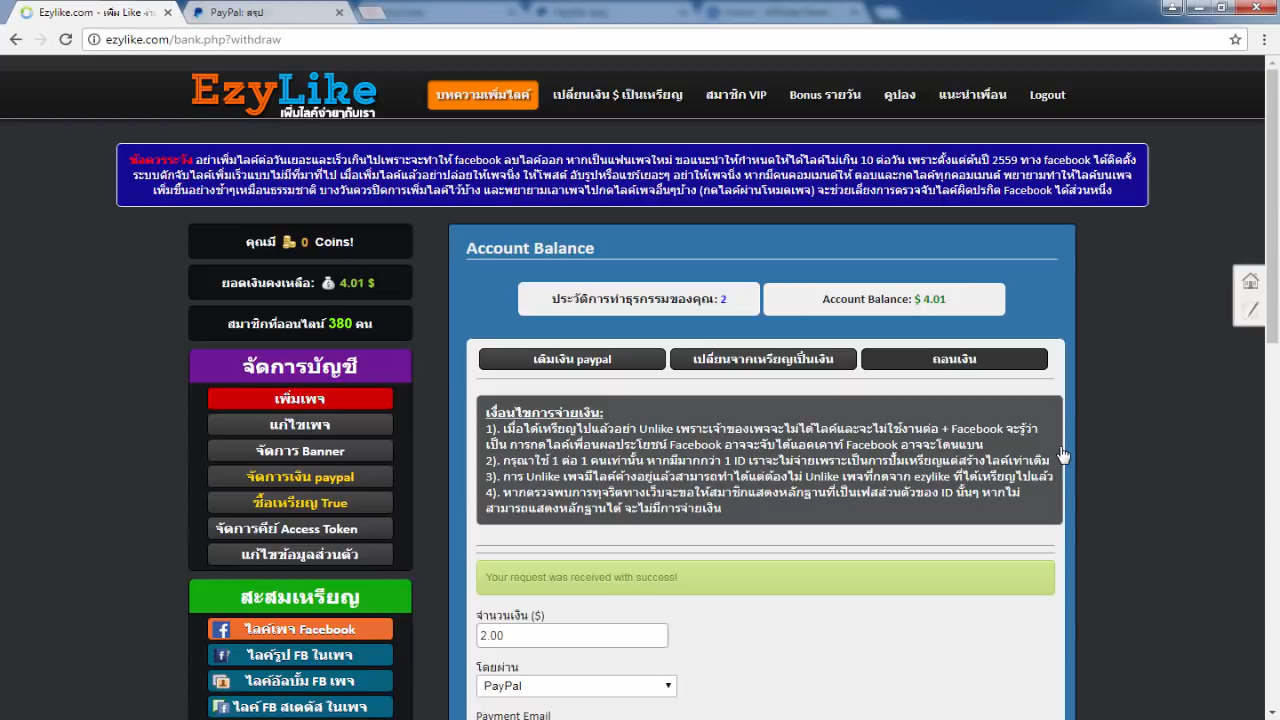 Ezylike.com - เพิ่ม Like ง่าย
PayPal: สรุป
ezylike.com/bank.php?withdraw
EzyLike
เพิ่มไลค์ง่ายๆกับเรา
บทความเพิ่มไลค์
เปลี่ยนเงิน $ เป็นเหรียญ
สมาชิก VIP
Bonus รายวัน
คูปอง
แนะนำเพื่อน
Logout
ข้อควรระวัง อย่าเพิ่มไลค์ต่อวันเยอะและเร็วเกินไปเพราะจะทำให้ facebook ลบไลค์ออก หากเป็นแฟนเพจใหม่ ขอแนะนำให้กำหนดให้ได้ไลค์ไม่เกิน 10 ต่อวัน เพราะตั้งแต่ต้นปี 2559 ทาง facebook ได้ติดตั้ง
ระบบดักจับไลค์เพิ่มเร็วแบบไม่มีที่มาที่ไป เมื่อเพิ่มไลค์แล้วอย่าปล่อยให้เพจนิ่ง ให้โพสต์ อัปรูปหรือแชร์เยอะๆ อย่าให้เพจนิ่ง หากมีคนคอมเมนต์ให้ ตอบและกดไลค์ทุกคอมเมนต์ พยายามทำให้ไลค์บนเพจ
เพิ่มขึ้นอย่างช้าๆเหมือนธรรมชาติ บางวันควรปิดการเพิ่มไลค์ไว้บ้าง และพยายามเอาเพจไปกดไลค์เพจอื่นๆบ้าง (กดไลค์ผ่านโหมดเพจ) จะช่วยเลี่ยงการตรวจจับไลค์ผิดปรกิต Facebook ได้ส่วนหนึ่ง
คุณมี 0 Coins!
ยอดเงินคงเหลือ: 4.01 $
สมาชิกที่ออนไลน์ 380 คน
จัดการบัญชี
เพิ่มเพจ
แก้ไขเพจ
จัดการ Banner
จัดการเงิน paypal
ซื้อเหรียญ True
จัดการคีย์ Access Token
แก้ไขข้อมูลส่วนตัว
สะสมเหรียญ
ไลค์เพจ Facebook
ไลค์รูป FB ในเพจ
ไลค์อัลบั้ม FB เพจ
ไลค์ FB สเตตัส ในเพจ
Account Balance
ประวัติการทำธุรกรรมของคุณ: 2
Account Balance: $ 4.01
เติมเงิน paypal
เปลี่ยนจากเหรียญเป็นเงิน
ถอนเงิน
เงื่อนไขการจ่ายเงิน:
1). เมื่อได้เหรียญไปแล้วอย่า Unlike เพราะเจ้าของเพจจะไม่ได้ไลค์และจะไม่ใช้งานต่อ + Facebook จะรู้ว่า
เป็น การกดไลค์เพื่อนผลประโยชน์ Facebook อาจจะจับได้แอคเคาท์ Facebook อาจจะโดนแบน
2). กรุณาใช้ 1 ต่อ 1 คนเท่านั้น หากมีมากกว่า 1 ID เราจะไม่จ่ายเพราะเป็นการปั้มเหรียญแต่สร้างไลค์เท่าเดิม
3). การ Unlike เพจมีไลค์ค้างอยู่แล้วสามารถทำได้แต่ต้องไม่ Unlike เพจที่กดจาก ezylike ที่ได้เหรียญไปแล้ว
4). หากตรวจพบการทุจริตทางเว็บจะขอให้สมาชิกแสดงหลักฐานที่เป็นเฟสส่วนตัวของ ID นั้นๆ หากไม่
สามารถแสดงหลักฐานได้ จะไม่มีการจ่ายเงิน
Your request was received with success!
จำนวนเงิน ($)
2.00
โดยผ่าน
PayPal
Payment Email